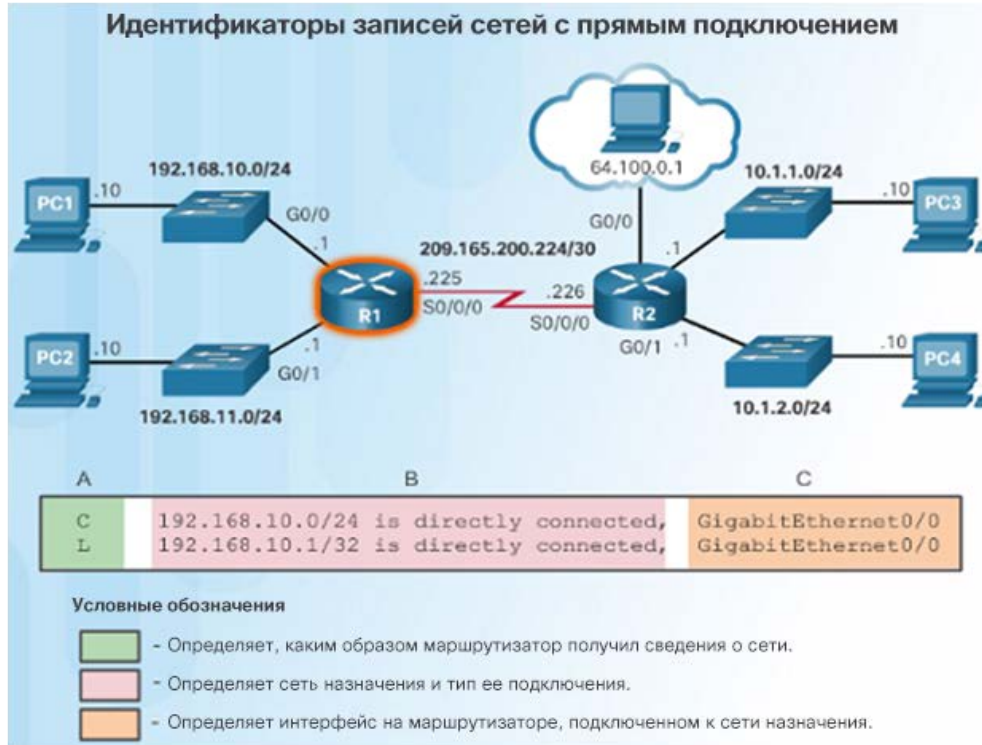 Идентификаторы записей сетей с прямым подключением
64.100.0.1
192.168.10.0/24
10.1.1.0/24
PC1
.10
.10
PC3
G0/0
G0/0
.1
.1
209.165.200.224/30
.225
.226
R1
S0/0/0
S0/0/0
R2
PC2
.10
.1
G0/1
G0/1
.1
.10
PC4
192.168.11.0/24
10.1.2.0/24
A B C
C 192.168.10.0/24 is directly connected, GigabitEthernet0/0
L 192.168.10.1/32 is directly connected, GigabitEthernet0/0
Условные обозначения
- Определяет, каким образом маршрутизатор получил сведения о сети.
- Определяет сеть назначения и тип ее подключения.
- Определяет интерфейс на маршрутизаторе, подключенном к сети назначения.